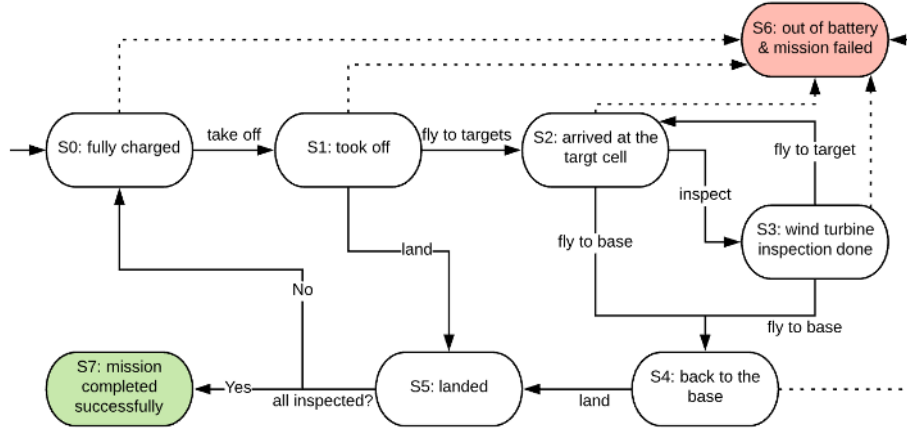 S6: out of battery
& mission failed
take off
fly to targets
S0: fully charged
S1: took off
S2: arrived at the
targt cell
fly to target
inspect
S3: wind turbine
inspection done
fly to base
land
No
fly to base
S7: mission
completed
successfully
Yes
all inspected?
S5: landed
land
S4: back to the
base